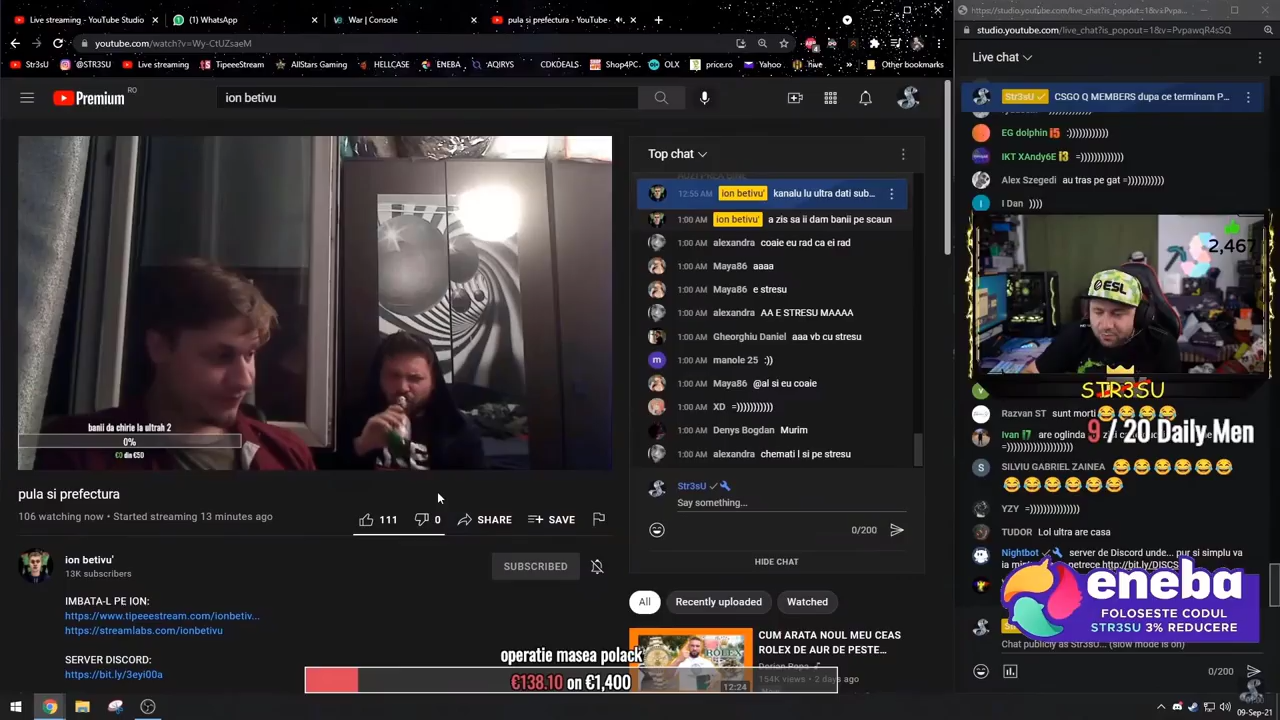 Live streaming - YouTube Studio
(1) WhatsApp
War | Console
pula si prefectura - YouTube
youtube.com/watch?v=Wy-CtUZsaeM
Str3sU
@STR3SU
Live streaming
TipeeeStream
AllStars Gaming
HELLCASE
ENEBA
AQIRYS
CDKDEALS
Shop4PC
OLX
price.ro
Yahoo
hive
Other bookmarks
Premium
RO
ion betivu
banii da chirie la ultrah 2
0%
€0 din €50
pula si prefectura
106 watching now • Started streaming 13 minutes ago
111
0
SHARE
SAVE
ion betivu'
13K subscribers
SUBSCRIBED
IMBATA-L PE ION:
https://www.tipeeestream.com/ionbetiv...
https://streamlabs.com/ionbetivu
SERVER DISCORD:
https://bit.ly/3eyi00a
Top chat
12:55 AM ion betivu' kanalu lu ultra dati sub...
1:00 AM ion betivu' a zis sa ii dam banii pe scaun
1:00 AM alexandra coaie eu rad ca ei rad
1:00 AM Maya86 aaaa
1:00 AM Maya86 e stresu
1:00 AM alexandra AA E STRESU MAAAA
1:00 AM Gheorghiu Daniel aaa vb cu stresu
1:00 AM manole 25 :))
1:00 AM Maya86 @al si eu coaie
1:00 AM XD =)))))))))))
1:00 AM Denys Bogdan Murim
1:00 AM alexandra chemati l si pe stresu
Str3sU
Say something...
0/200
HIDE CHAT
All
Recently uploaded
Watched
CUM ARATA NOUL MEU CEAS
ROLEX DE AUR DE PESTE...
Dorian Popa
154K views • 2 days ago
New
12:24
operatie masea polack
€138.10 on €1,400
https://studio.youtube.com/live_chat?is_popout=1&v=Pvpa...
studio.youtube.com/live_chat?is_popout=1&v=PvpawqR4sSQ
Live chat
Str3sU CSGO Q MEMBERS dupa ce terminam P...
EG dolphin :))))))))))))
IKT XAndy6E =)))))))))))))
Alex Szegedi au tras pe gat =)))))))))))
I Dan ))))
2,467
ESL
STR3SU
Razvan ST sunt morti
9 / 20 Daily Men
Ivan are oglinda
=)))))))))))))))))))
SILVIU GABRIEL ZAINEA
YZY :=))))))))))))))
TUDOR Lol ultra are casa
Nightbot server de Discord unde... pur si simplu va
http://bit.ly/DISCS
eneba
FOLOSESTE CODUL
STR3SU 3% REDUCERE
Chat publicly as Str3sU... (slow mode is on)
0/200
09-Sep-21